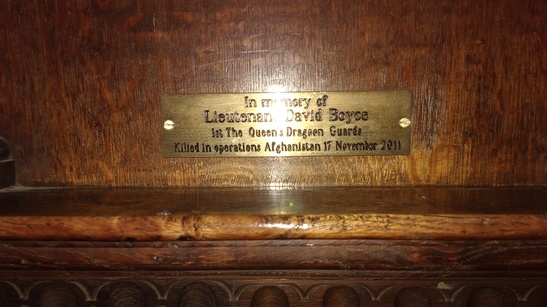 In memory of
Lieutenant David Boyce
1st The Queen's Dragoon Guards
Killed in operations Afghanistan 17 November 2011